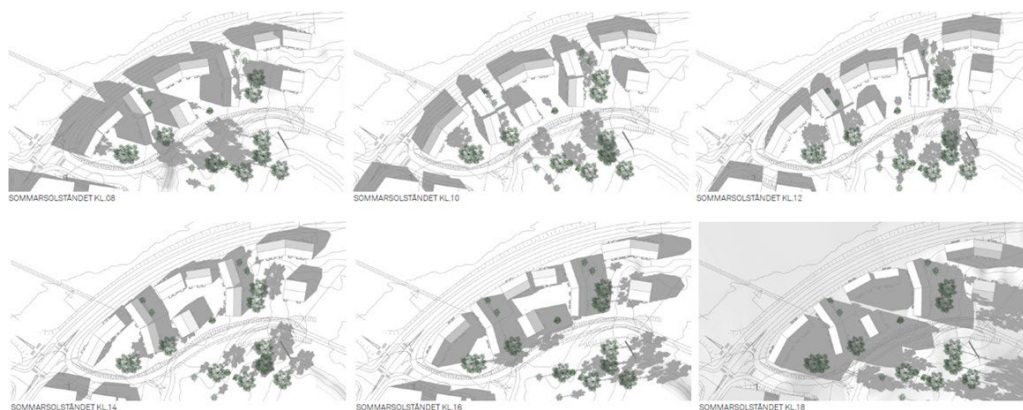 SOMMARSOLSTÅNDET KL.08
SOMMARSOLSTÅNDET KL.10
SOMMARSOLSTÅNDET KL.12
SOMMARSOLSTÅNDET KL.14
SOMMARSOLSTÅNDET KL.16
SOMMARSOLSTÅNDET KL.18